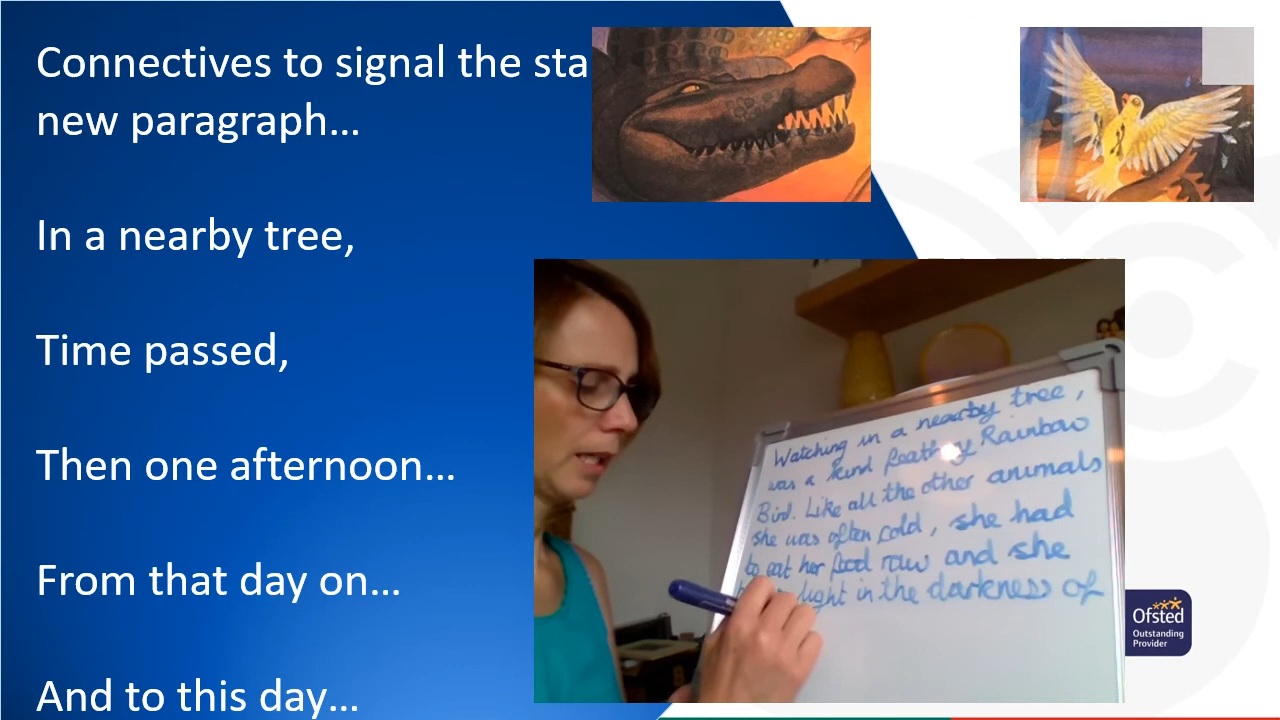 Connectives to signal the sta
new paragraph...
In a nearby tree,
Time passed,
Then one afternoon...
From that day on...
And to this day...
Watching in a nearby tree,
was a kind feathery Rainbow
Bird. Like all the other animals
she was often cold, she had
to eat her food raw and she
light in the darkness of
Ofsted
Outstanding
Provider